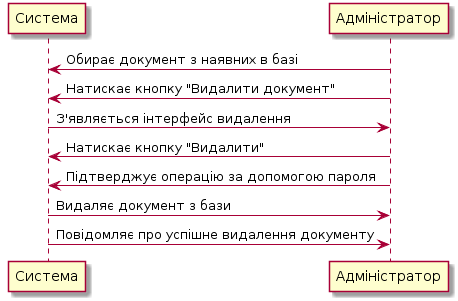 Система
Адміністратор
Обирає документ з наявних в базі
Натискає кнопку "Видалити документ"
З'являється інтерфейс видалення
Натискає кнопку "Видалити"
Підтверджує операцію за допомогою пароля
Видаляє документ з бази
Повідомляє про успішне видалення документу
Система
Адміністратор